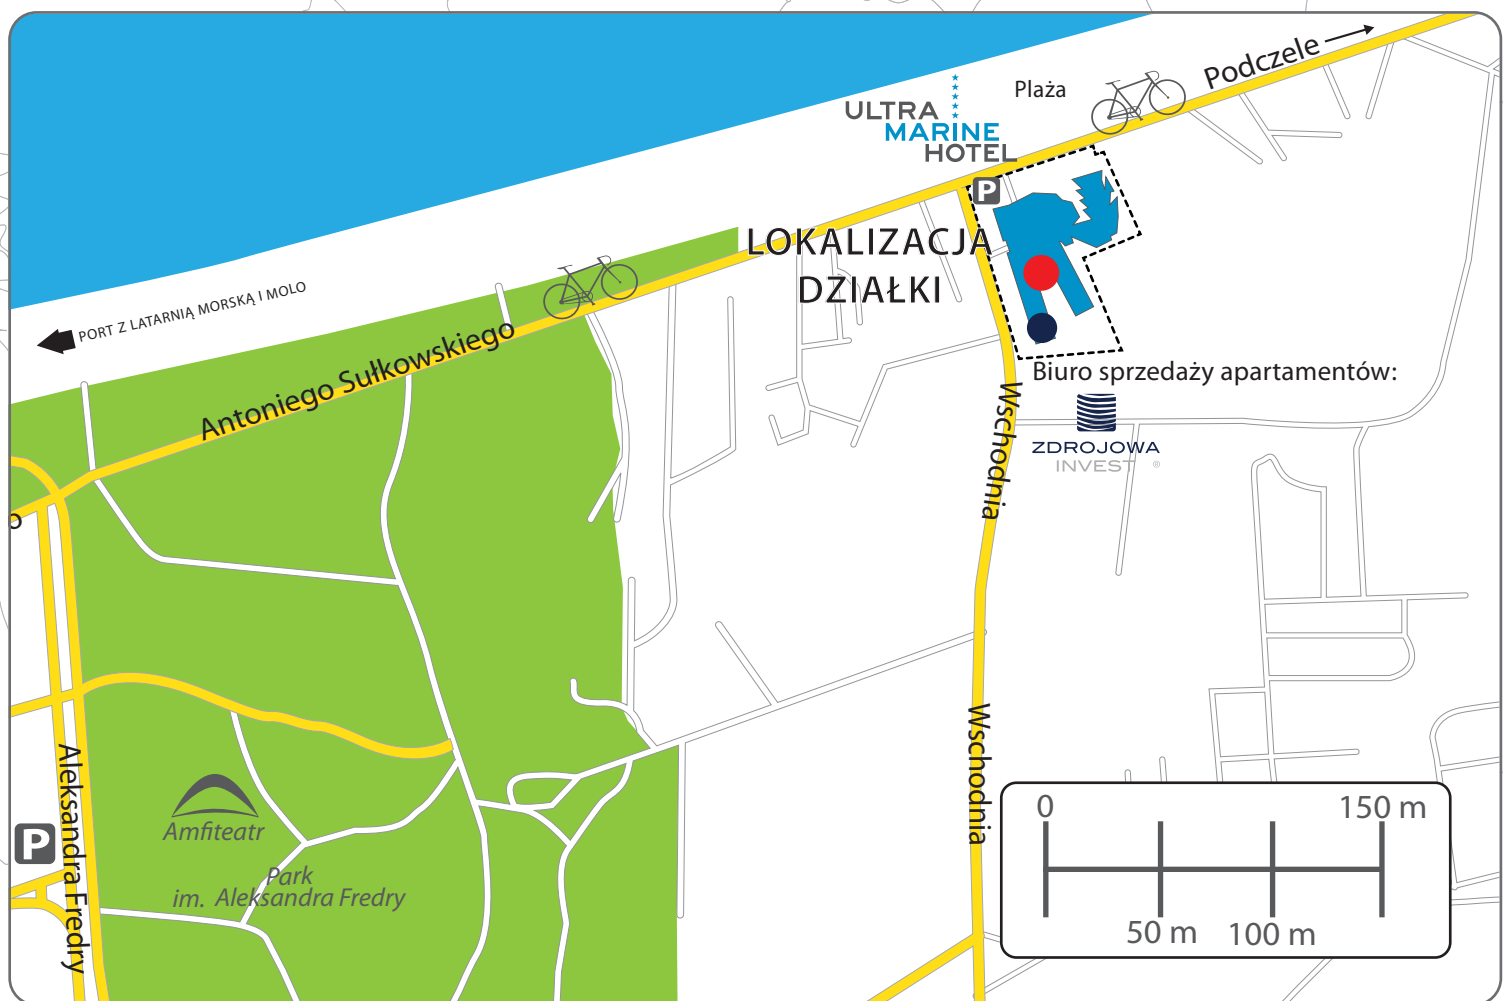 Podczele
Plaża
ULTRA
MARINE
HOTEL
P
LOKALIZACJA
DZIAŁKI
PORT Z LATARNIĄ MORSKĄ I MOLO
Antoniego Sułkowskiego
Biuro sprzedaży apartamentów:
ZDROJOWA
INVEST ®
Wschodnia
o
Wschodnia
Aleksandra Fredry
Amfiteatr
P
Park
im. Aleksandra Fredry
0
150 m
50 m
100 m